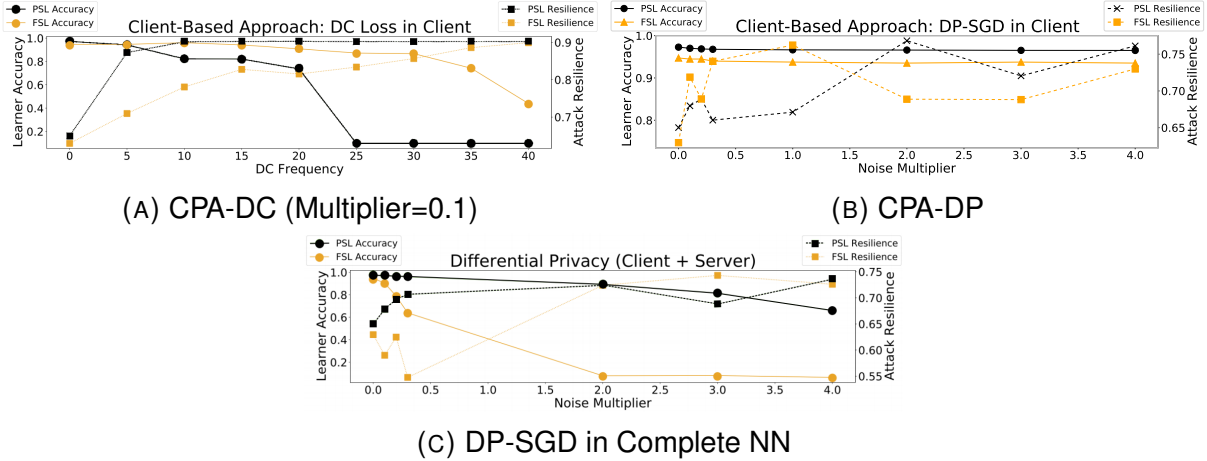 PSL Accuracy
FSL Accuracy
Client-Based Approach: DC Loss in Client
PSL Resilience
FSL Resilience
Learner Accuracy
1.0
0.8
0.6
0.4
0.2
0.9
0.8
0.7
Attack Resilience
0 5 10 15 20 25 30 35 40
DC Frequency
(A) CPA-DC (Multiplier=0.1)
PSL Accuracy
FSL Accuracy
Client-Based Approach: DP-SGD in Client
PSL Resilience
FSL Resilience
Learner Accuracy
1.0
0.9
0.8
0.75
0.70
0.65
Attack Resilience
0.0 0.5 1.0 1.5 2.0 2.5 3.0 3.5 4.0
Noise Multiplier
(B) CPA-DP
PSL Accuracy
FSL Accuracy
Differential Privacy (Client + Server)
PSL Resilience
FSL Resilience
Learner Accuracy
1.0
0.8
0.6
0.4
0.2
0.75
0.70
0.65
0.60
0.55
Attack Resilience
0.0 0.5 1.0 1.5 2.0 2.5 3.0 3.5 4.0
Noise Multiplier
(C) DP-SGD in Complete NN